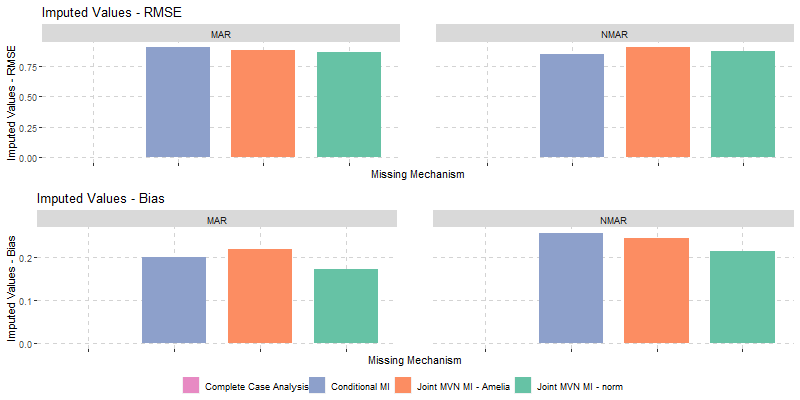 Imputed Values - RMSE
MAR
NMAR
Imputed Values - RMSE
0.75
0.50
0.25
0.00
Missing Mechanism
Imputed Values - Bias
MAR
NMAR
Imputed Values - Bias
0.2
0.1
0.0
Missing Mechanism
Complete Case Analysis Conditional MI Joint MVN MI - Amelia Joint MVN MI - norm